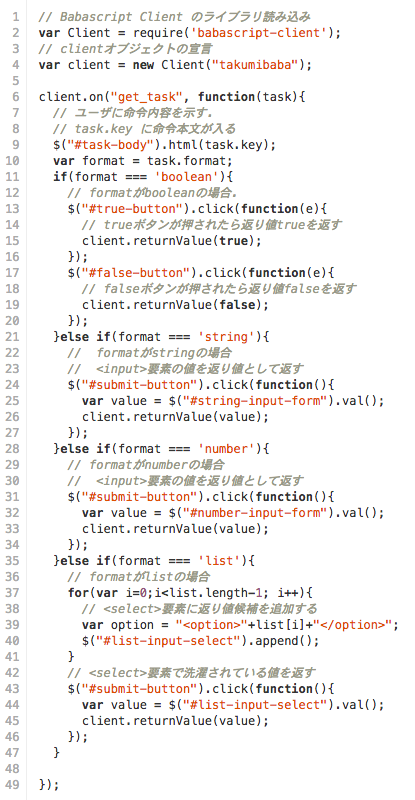 1 // Babascript Client のライブラリ読み込み
2 var Client = require('babascript-client');
3 // clientオブジェクトの宣言
4 var client = new Client("takumibaba");
5
6 client.on("get_task", function(task){
7   // ユーザに命令内容を示す.
8   // task.key に命令本文が入る
9   $("#task-body").html(task.key);
10   var format = task.format;
11   if(format === 'boolean'){
12     // formatがbooleanの場合.
13     $("#true-button").click(function(e){
14       // trueボタンが押されたら返り値trueを返す
15       client.returnValue(true);
16     });
17     $("#false-button").click(function(e){
18       // falseボタンが押されたら返り値falseを返す
19       client.returnValue(false);
20     });
21   }else if(format === 'string'){
22     //  formatがstringの場合
23     //  <input>要素の値を返り値として返す
24     $("#submit-button").click(function(){
25       var value = $("#string-input-form").val();
26       client.returnValue(value);
27     });
28   }else if(format === 'number'){
29     // formatがnumberの場合
30     //  <input>要素の値を返り値として返す
31     $("#submit-button").click(function(){
32       var value = $("#number-input-form").val();
33       client.returnValue(value);
34     });
35   }else if(format === 'list'){
36     // formatがlistの場合
37     for(var i=0;i<list.length-1; i++){
38       // <select>要素に返り値候補を追加する
39       var option = "<option>"+list[i]+"</option>";
40       $("#list-input-select").append();
41     }
42     // <select>要素で洗濯されている値を返す
43     $("#submit-button").click(function(){
44       var value = $("#list-input-select").val();
45       client.returnValue(value);
46     });
47   }
48
49 });